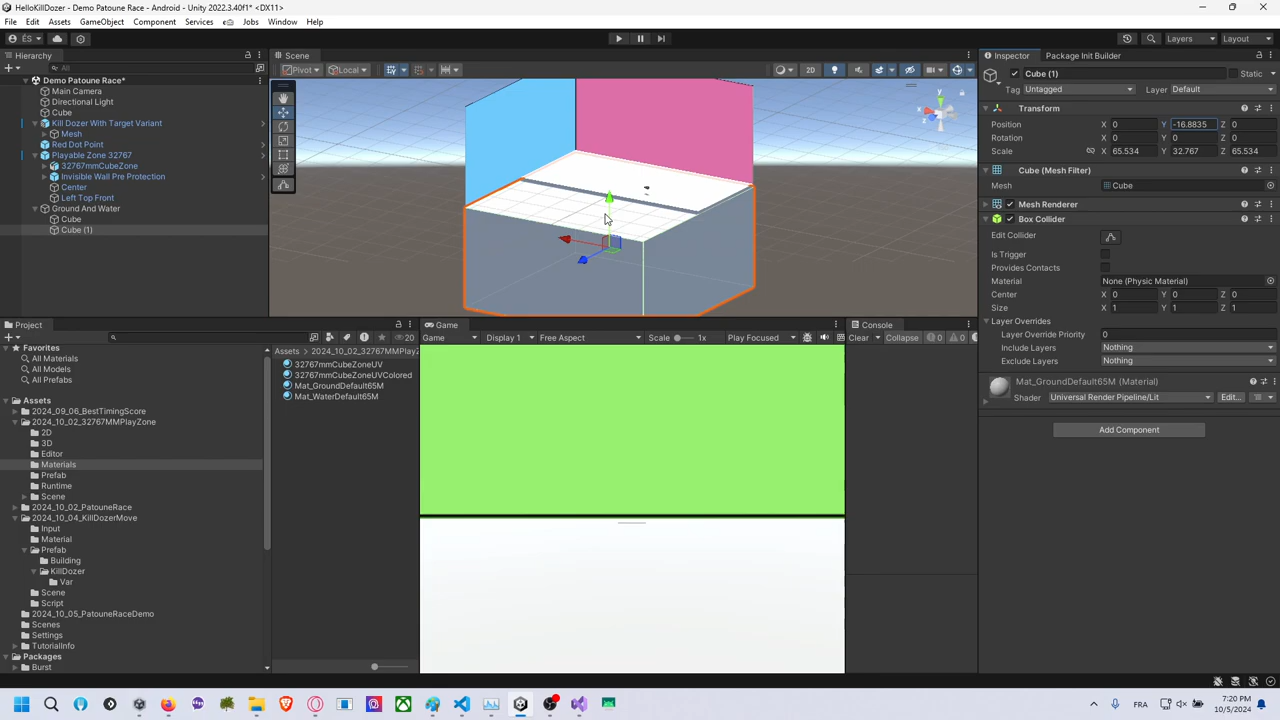 HelloKillDozer - Demo Patoune Race - Android - Unity 2022.3.40f1* <DX11>
File Edit Assets GameObject Component Services Jobs Window Help
ÉS Layers Layout
Hierarchy Scene Inspector Package Init Builder
All Pivot Local 2D Cube (1) Static
Demo Patoune Race* Tag Untagged Layer Default
Main Camera
Directional Light Transform
Cube Position X 0 Y -16.8835 Z 0
Kill Dozer With Target Variant
Mesh Rotation X 0 Y 0 Z 0
Red Dot Point Scale X 65.534 Y 32.767 Z 65.534
Playable Zone 32767
32767mmCubeZone Cube (Mesh Filter)
Invisible Wall Pre Protection
Center Mesh Cube
Left Top Front Mesh Renderer
Ground And Water
Cube Box Collider
Cube (1) Edit Collider
Is Trigger
Provides Contacts
Material None (Physic Material)
Center X 0 Y 0 Z 0
Size X 1 Y 1 Z 1
Layer Overrides
Project Game Console
Layer Override Priority 0
20 Game Display 1 Free Aspect Scale 1x Play Focused Clear Collapse 0 0
Include Layers Nothing
Favorites Assets 2024_10_02_32767MMPlayZ
Exclude Layers Nothing
All Materials 32767mmCubeZoneUV
All Models 32767mmCubeZoneUVColored
All Prefabs Mat_GroundDefault65M Mat_GroundDefault65M (Material)
Mat_WaterDefault65M Shader Universal Render Pipeline/Lit Edit...
Assets
2024_09_06_BestTimingScore
2024_10_02_32767MMPlayZone
2D Add Component
3D
Editor
Materials
Prefab
Runtime
Scene
2024_10_02_PatouneRace
2024_10_04_KillDozerMove
Input
Material
Prefab
Building
KillDozer
Var
Scene
Script
2024_10_05_PatouneRaceDemo
Scenes
Settings
TutorialInfo
Packages
Burst
FRA 7:20 PM
10/5/2024